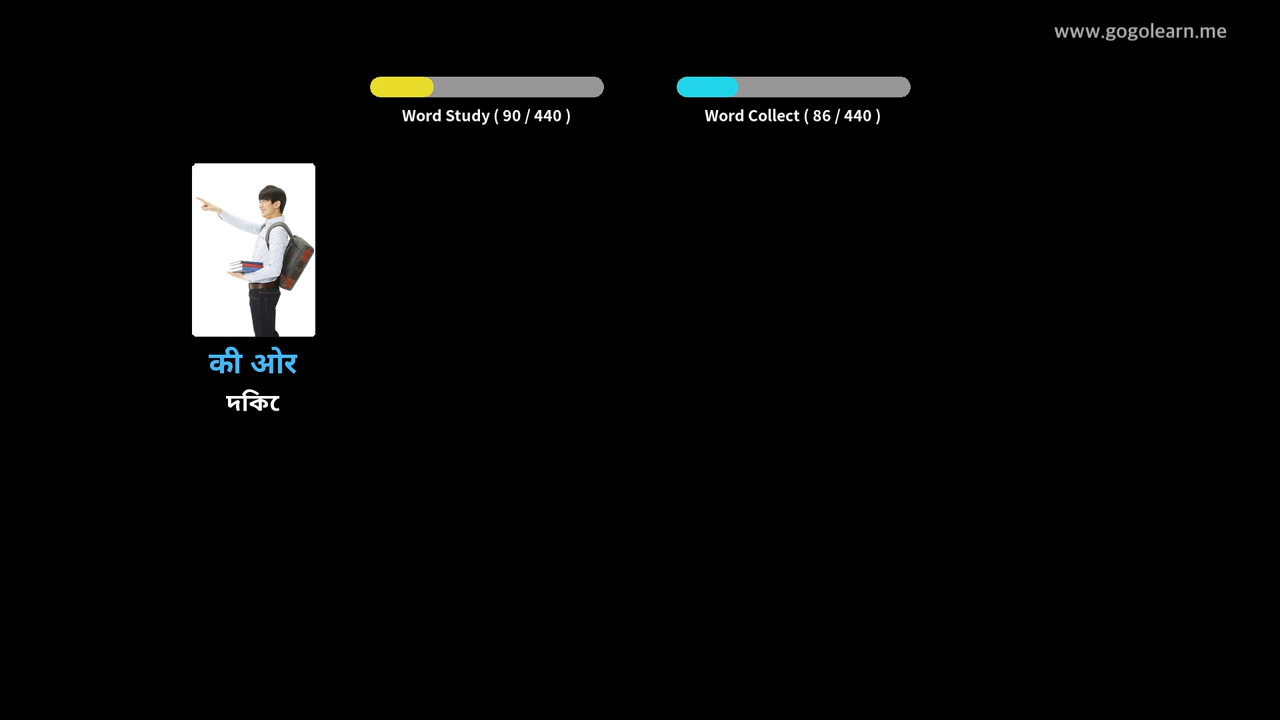 www.gogolearn.me
Word Study ( 90 / 440 )
Word Collect ( 86 / 440 )
की ओर
দিকে